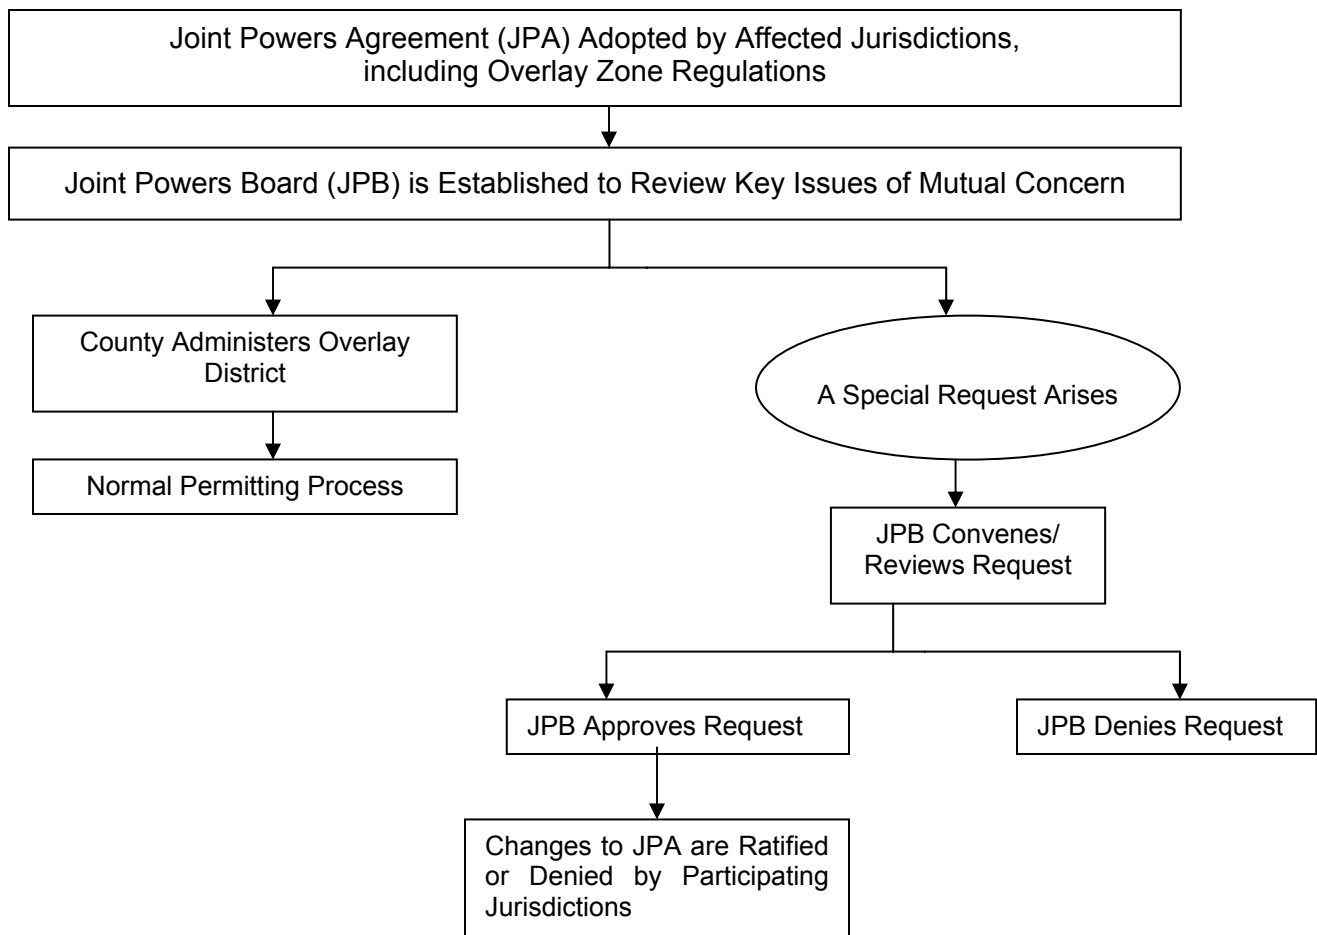 Joint Powers Agreement (JPA) Adopted by Affected Jurisdictions,
including Overlay Zone Regulations
Joint Powers Board (JPB) is Established to Review Key Issues of Mutual Concern
County Administers Overlay
District
A Special Request Arises
Normal Permitting Process
JPB Convenes/
Reviews Request
JPB Approves Request
JPB Denies Request
Changes to JPA are Ratified
or Denied by Participating
Jurisdictions